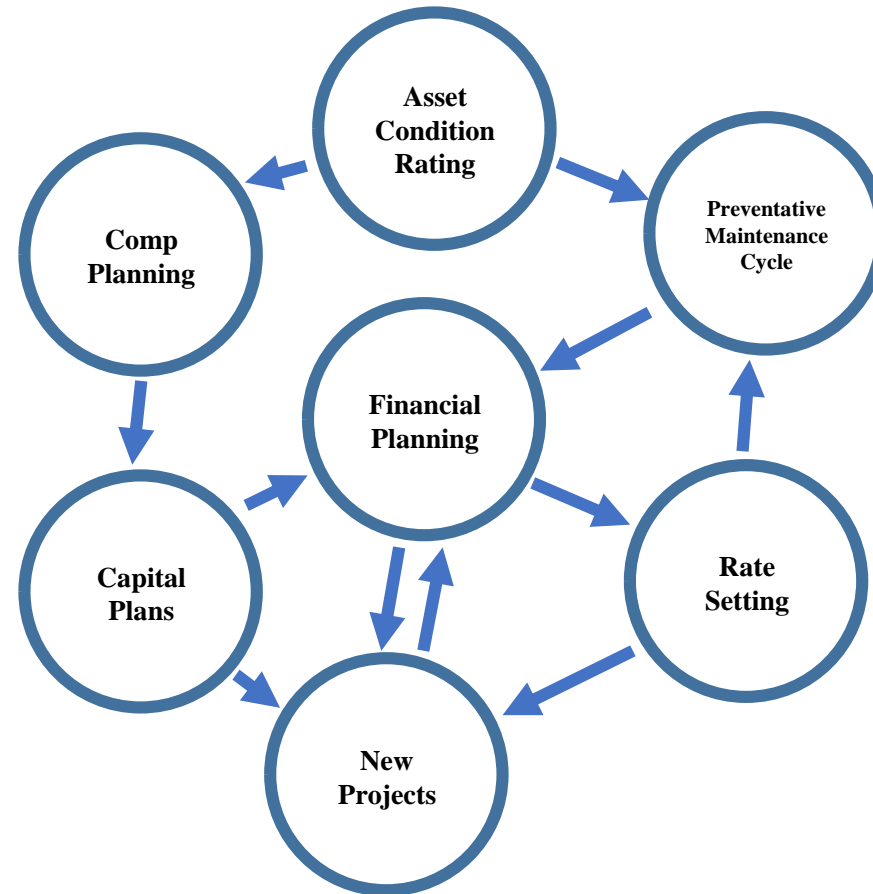 Asset
Condition
Rating
Comp
Planning
Preventative
Maintenance
Cycle
Financial
Planning
Capital
Plans
Rate
Setting
New
Projects